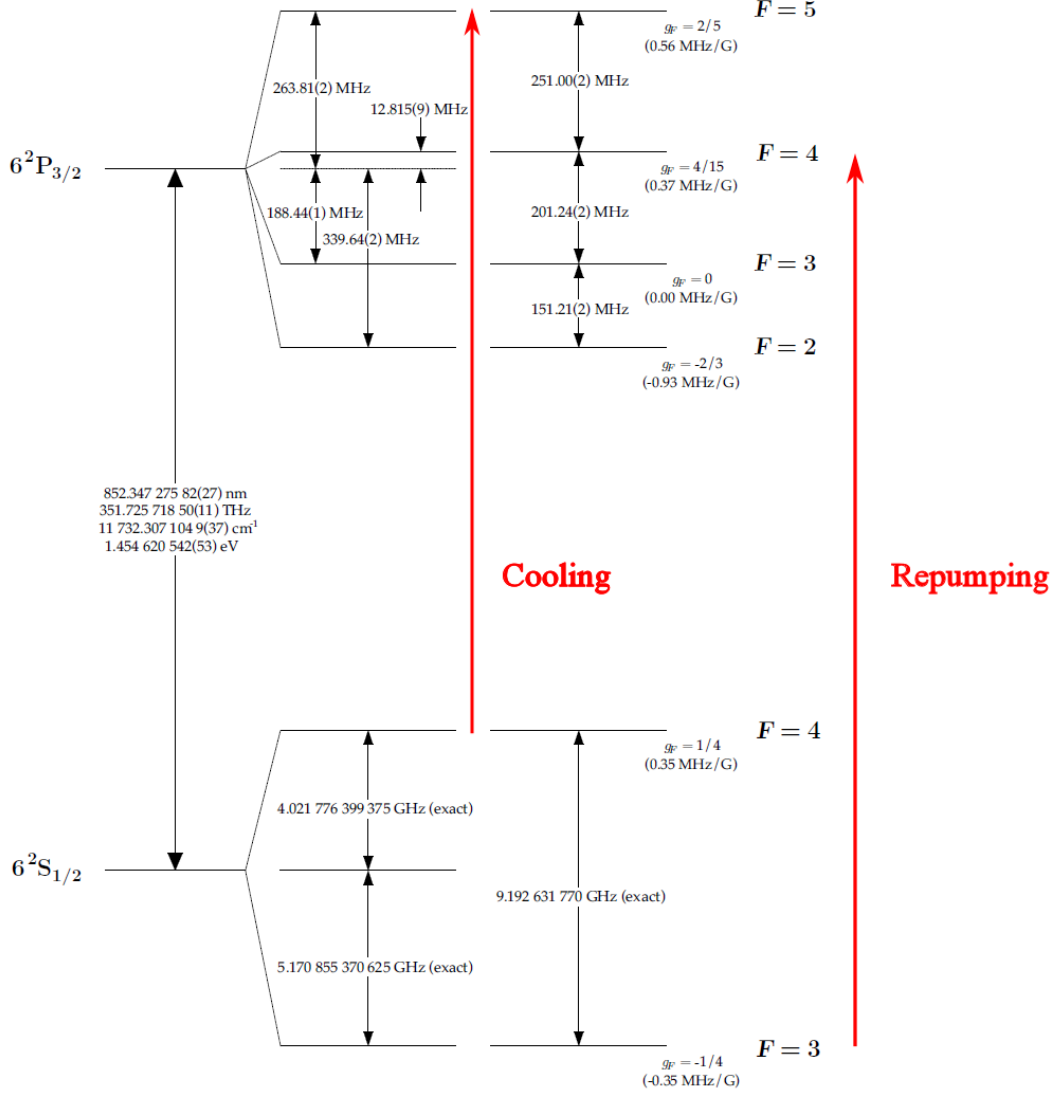 F = 5
g_F = 2/5
(0.56 MHz/G)
263.81(2) MHz
251.00(2) MHz
12.815(9) MHz
6²P₃/₂
F = 4
g_F = 4/15
(0.37 MHz/G)
188.44(1) MHz
201.24(2) MHz
339.64(2) MHz
F = 3
g_F = 0
(0.00 MHz/G)
151.21(2) MHz
F = 2
g_F = -2/3
(-0.93 MHz/G)
852.347 275 82(27) nm
351.725 718 50(11) THz
11 732.307 104 9(37) cm⁻¹
1.454 620 542(53) eV
Cooling
Repumping
F = 4
g_F = 1/4
(0.35 MHz/G)
4.021 776 399 375 GHz (exact)
6²S₁/₂
9.192 631 770 GHz (exact)
5.170 855 370 625 GHz (exact)
F = 3
g_F = -1/4
(-0.35 MHz/G)